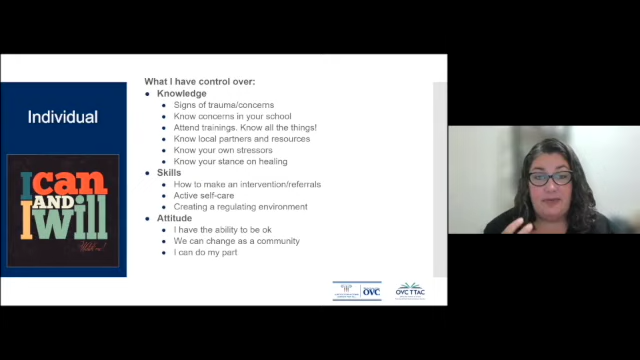 Individual
I can
AND
I will
What I have control over:
Knowledge
Signs of trauma/concerns
Know concerns in your school
Attend trainings. Know all the things!
Know local partners and resources
Know your own stressors
Know your stance on healing
Skills
How to make an intervention/referrals
Active self-care
Creating a regulating environment
Attitude
I have the ability to be ok
We can change as a community
I can do my part
OVC
OVC TTAC